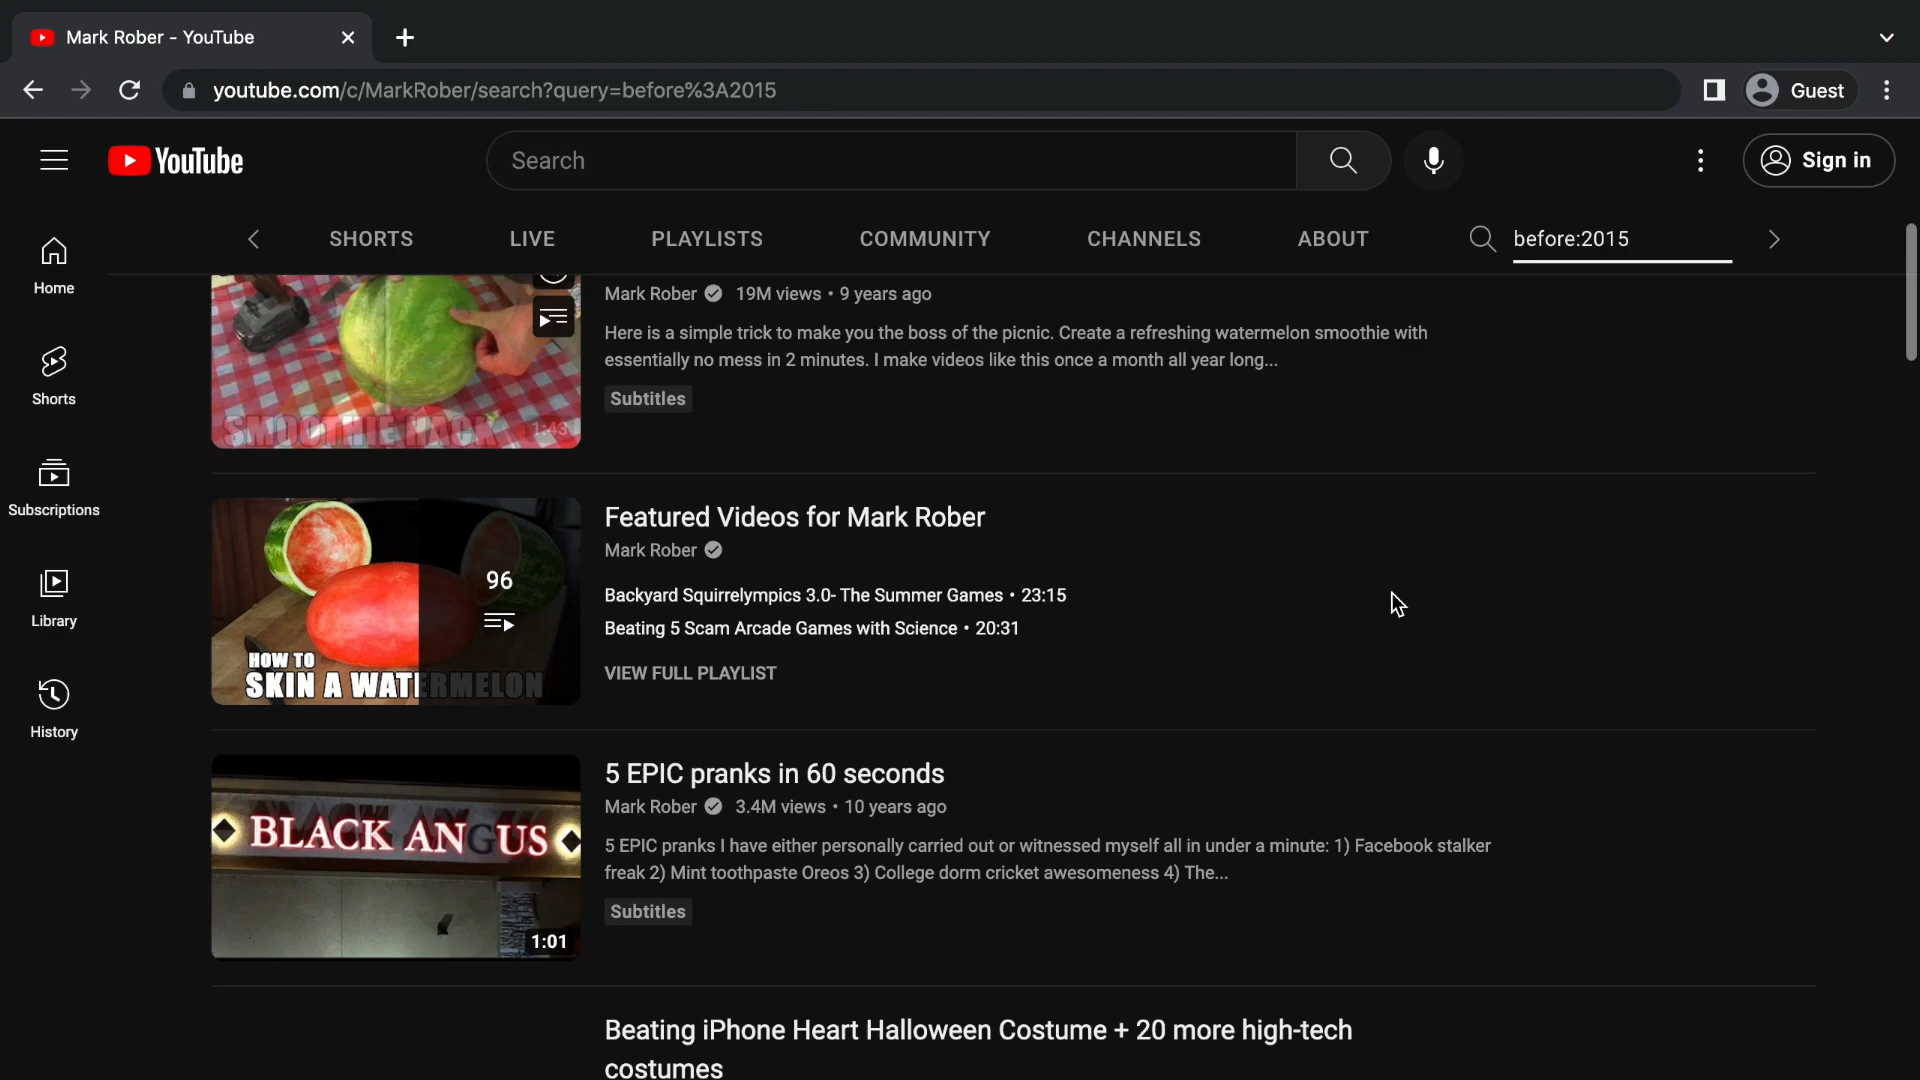 Mark Rober - YouTube
youtube.com/c/MarkRober/search?query=before%3A2015
Guest
YouTube
Search
Sign in
SHORTS LIVE PLAYLISTS COMMUNITY CHANNELS ABOUT before:2015
Home
Shorts
Subscriptions
Library
History
SMOOTHIE HACK
1:43
Mark Rober 19M views • 9 years ago
Here is a simple trick to make you the boss of the picnic. Create a refreshing watermelon smoothie with
essentially no mess in 2 minutes. I make videos like this once a month all year long...
Subtitles
96
HOW TO
SKIN A WATERMELON
Featured Videos for Mark Rober
Mark Rober
Backyard Squirrelympics 3.0- The Summer Games • 23:15
Beating 5 Scam Arcade Games with Science • 20:31
VIEW FULL PLAYLIST
BLACK ANGUS
1:01
5 EPIC pranks in 60 seconds
Mark Rober 3.4M views • 10 years ago
5 EPIC pranks I have either personally carried out or witnessed myself all in under a minute: 1) Facebook stalker
freak 2) Mint toothpaste Oreos 3) College dorm cricket awesomeness 4) The...
Subtitles
Beating iPhone Heart Halloween Costume + 20 more high-tech
costumes